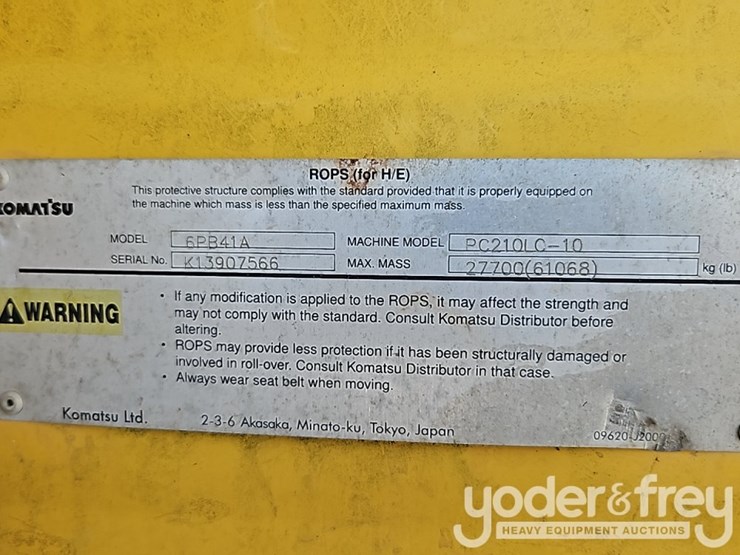 ROPS (for H/E)
This protective structure complies with the standard provided that it is properly equipped on
the machine which mass is less than the specified maximum mass.
KOMATSU
MODEL 6PB41A MACHINE MODEL PC210LC-10
SERIAL No. K13907566 MAX. MASS 27700(61068) kg (lb)
WARNING
• If any modification is applied to the ROPS, it may affect the strength and
may not comply with the standard. Consult Komatsu Distributor before
altering.
• ROPS may provide less protection if it has been structurally damaged or
involved in roll-over. Consult Komatsu Distributor in that case.
• Always wear seat belt when moving.
Komatsu Ltd. 2-3-6 Akasaka, Minato-ku, Tokyo, Japan
09620-J2000
yoder&frey
HEAVY EQUIPMENT AUCTIONS